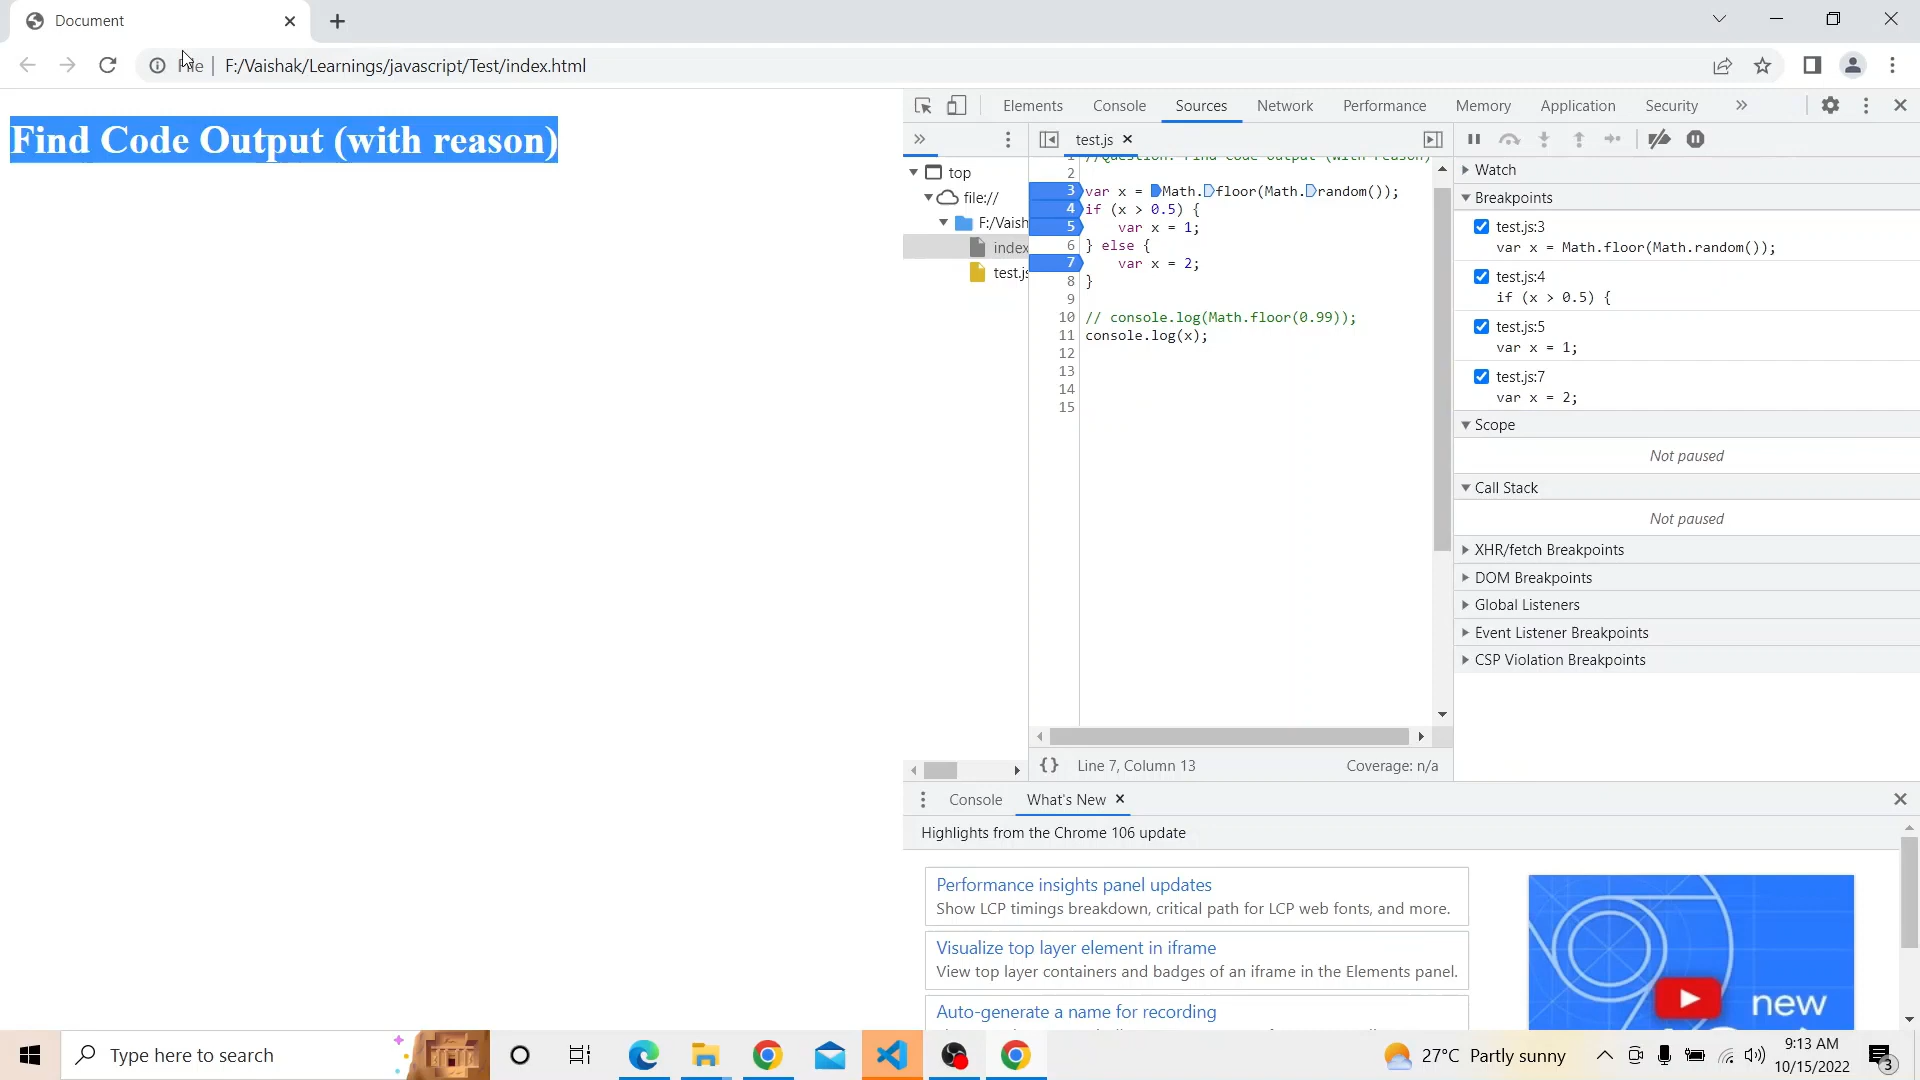 Document
File
F:/Vaishak/Learnings/javascript/Test/index.html
Find Code Output (with reason)
Elements
Console
Sources
Network
Performance
Memory
Application
Security
test.js
top
file://
F:/Vaish
index
test.js
1 //Question: Find Code Output (with reason)
2
3 var x = Math.floor(Math.random());
4 if (x > 0.5) {
5 var x = 1;
6 } else {
7 var x = 2;
8 }
9
10 // console.log(Math.floor(0.99));
11 console.log(x);
12
13
14
15
{} Line 7, Column 13
Coverage: n/a
Watch
Breakpoints
test.js:3
var x = Math.floor(Math.random());
test.js:4
if (x > 0.5) {
test.js:5
var x = 1;
test.js:7
var x = 2;
Scope
Not paused
Call Stack
Not paused
XHR/fetch Breakpoints
DOM Breakpoints
Global Listeners
Event Listener Breakpoints
CSP Violation Breakpoints
Console
What's New
Highlights from the Chrome 106 update
Performance insights panel updates
Show LCP timings breakdown, critical path for LCP web fonts, and more.
Visualize top layer element in iframe
View top layer containers and badges of an iframe in the Elements panel.
Auto-generate a name for recording
new
Type here to search
27°C Partly sunny
9:13 AM
10/15/2022
3